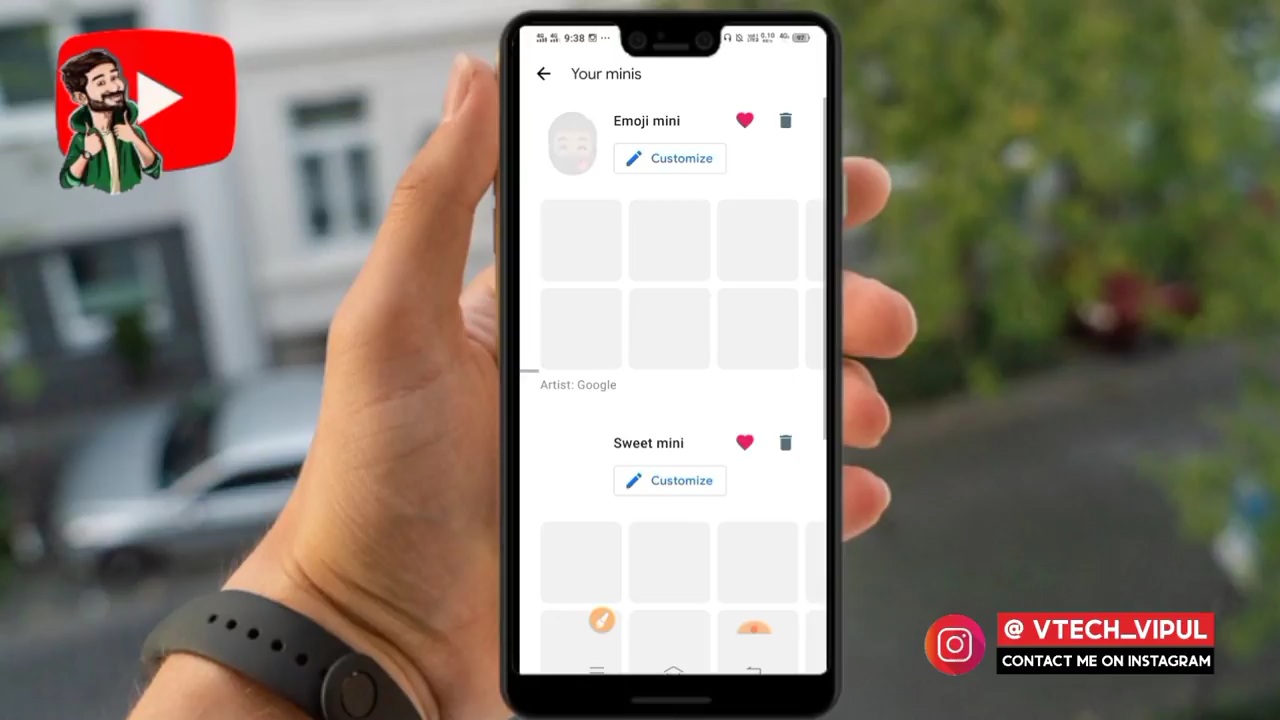 9:38
Your minis
Emoji mini
Customize
Artist: Google
Sweet mini
Customize
@ VTECH_VIPUL
CONTACT ME ON INSTAGRAM